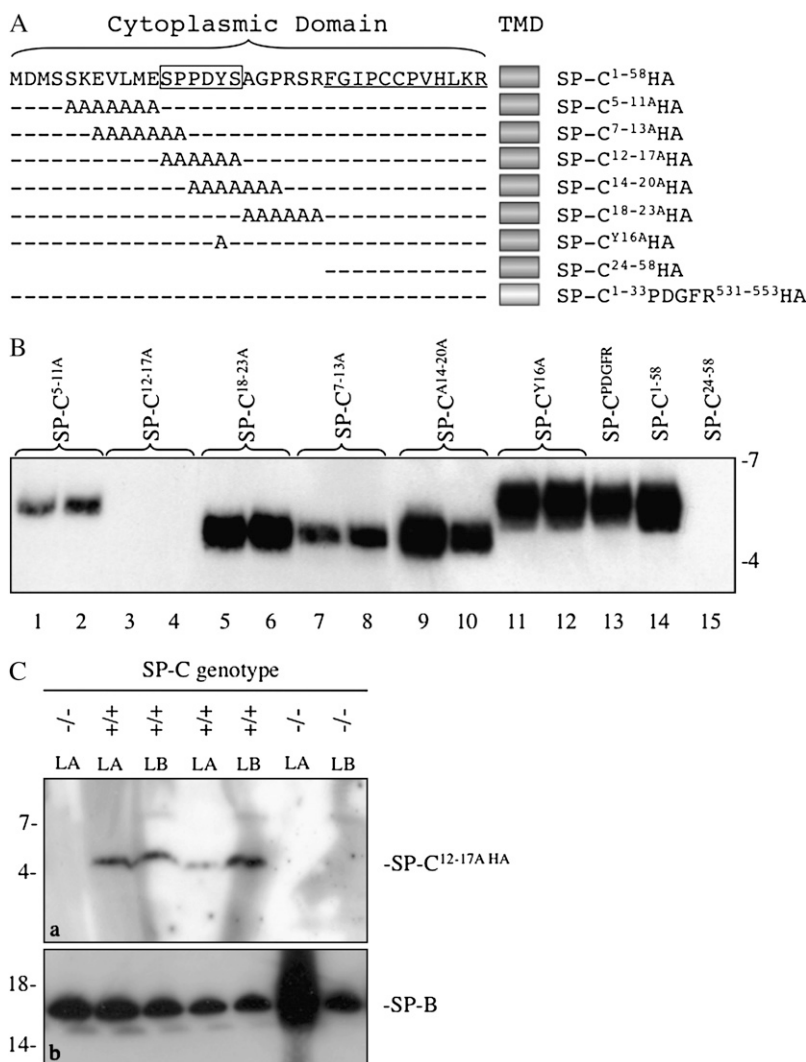 A
Cytoplasmic Domain TMD
MDMSSKEVLMESPPDYSAGPRSRFGIPCCPVHLKR SP-C1-58HA
----AAAAAAA------------------------ SP-C5-11AHA
------AAAAAAA---------------------- SP-C7-13AHA
-----------AAAAAA------------------ SP-C12-17AHA
-------------AAAAAAA--------------- SP-C14-20AHA
-----------------AAAAAA------------ SP-C18-23AHA
---------------A------------------- SP-CY16AHA
------------ SP-C24-58HA
----------------------------------- SP-C1-33PDGFR531-553HA
B
SP-C5-11A SP-C12-17A SP-C18-23A SP-C7-13A SP-CA14-20A SP-CY16A SP-CPDGFR SP-C1-58 SP-C24-58
-7
-4
1 2 3 4 5 6 7 8 9 10 11 12 13 14 15
C
SP-C genotype
-/- +/+ +/+ +/+ +/+ -/- -/-
LA LA LB LA LB LA LB
7-
4- -SP-C12-17A HA
a
18-
-SP-B
14-
b